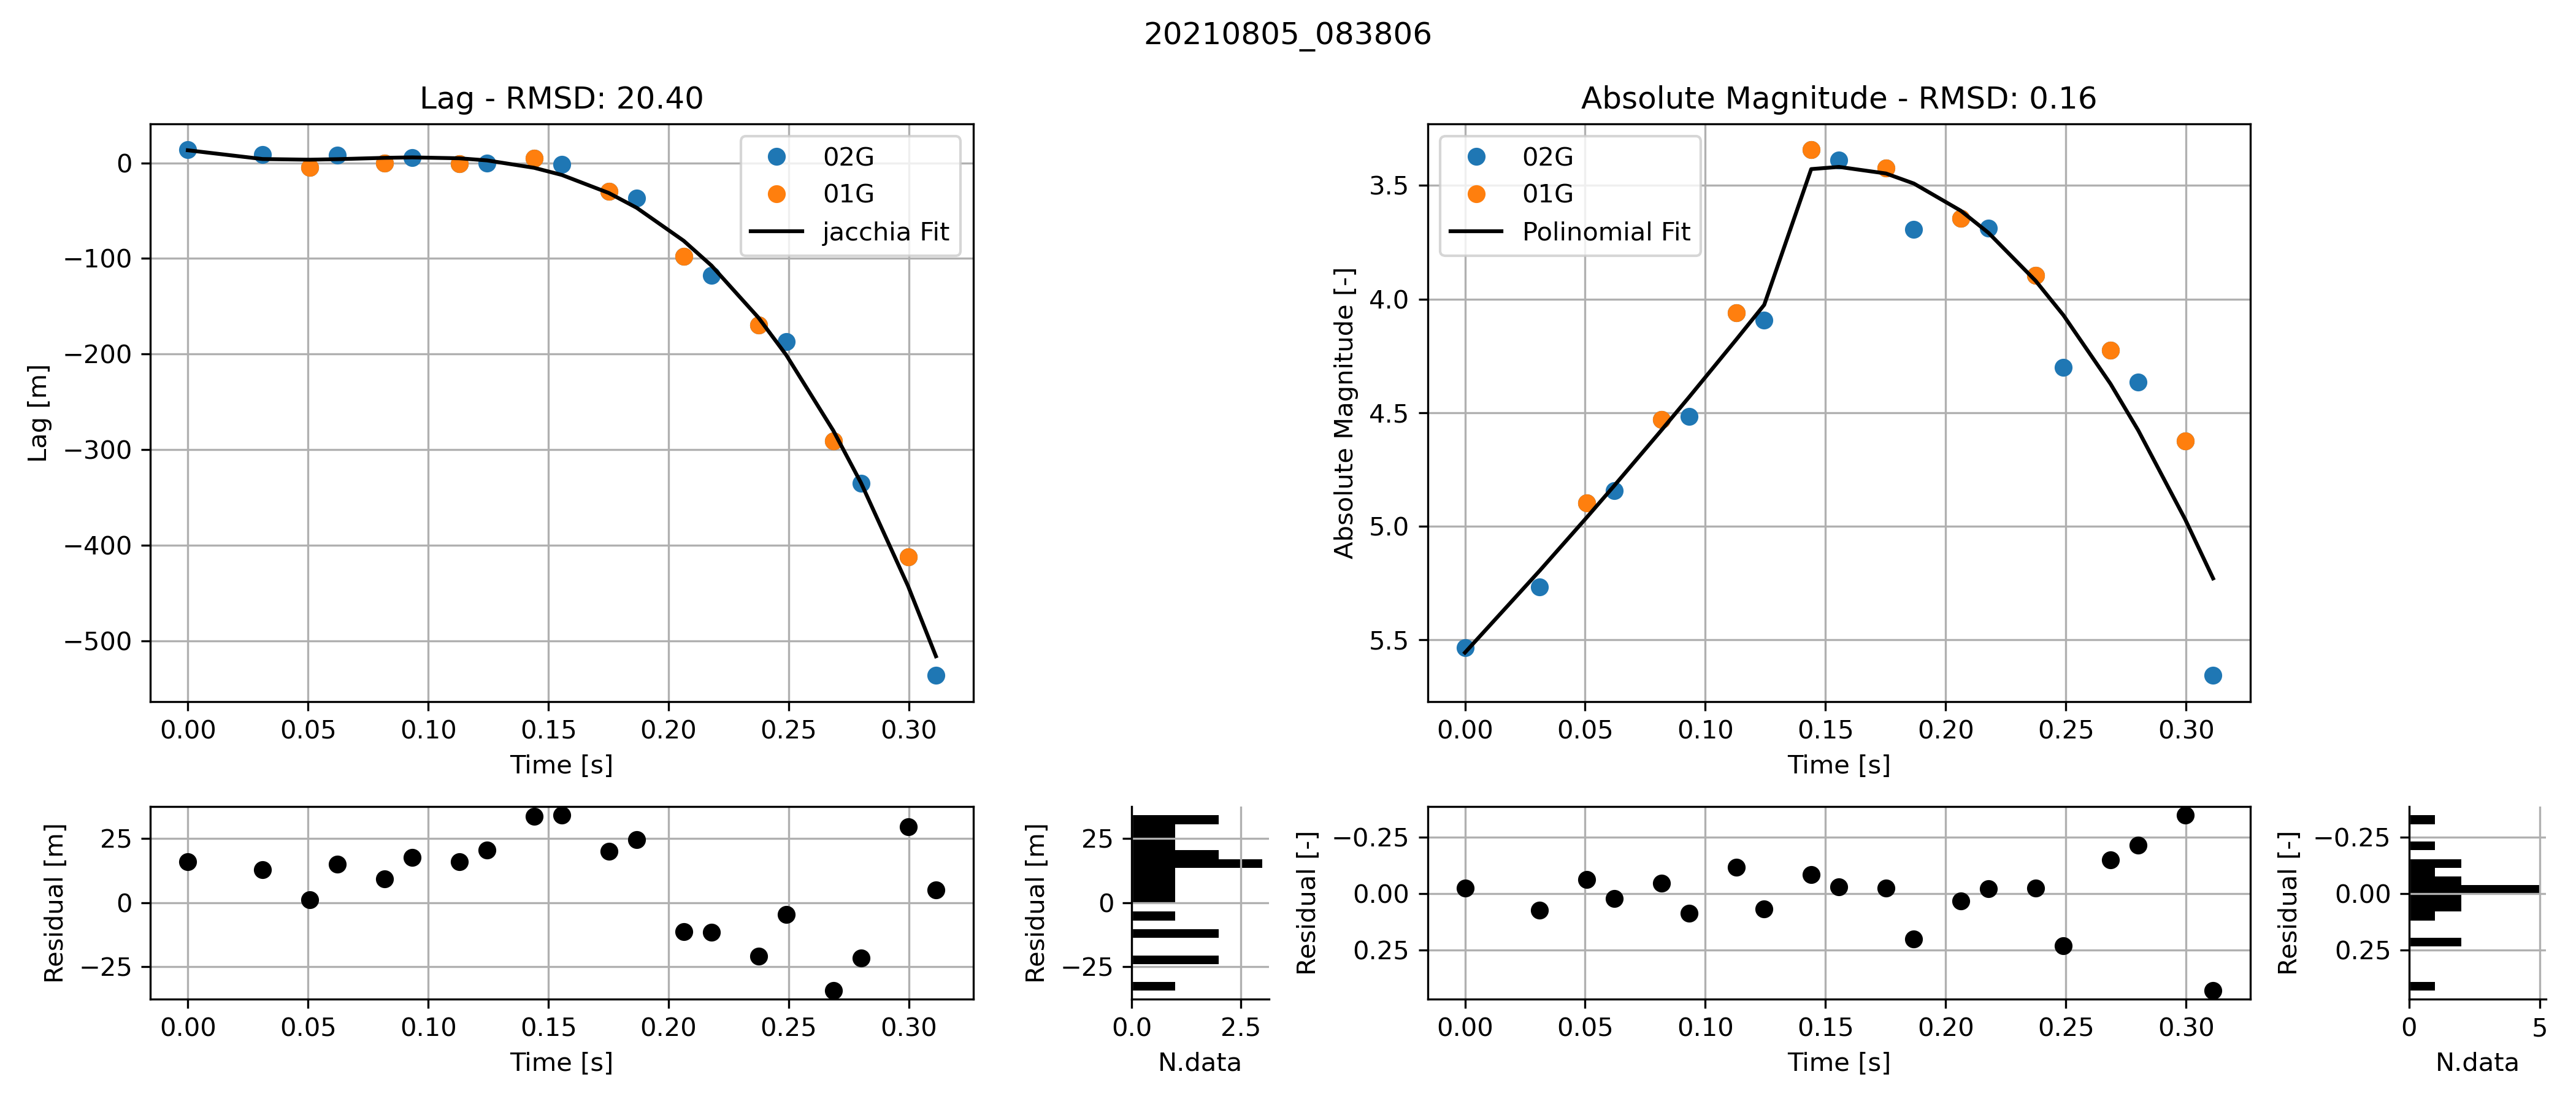 20210805_083806
Lag - RMSD: 20.40
02G
01G
jacchia Fit
0
−100
−200
−300
−400
−500
Lag [m]
0.00 0.05 0.10 0.15 0.20 0.25 0.30
Time [s]
Absolute Magnitude - RMSD: 0.16
02G
01G
Polinomial Fit
3.5
4.0
4.5
5.0
5.5
Absolute Magnitude [-]
0.00 0.05 0.10 0.15 0.20 0.25 0.30
Time [s]
25
0
−25
Residual [m]
0.00 0.05 0.10 0.15 0.20 0.25 0.30
Time [s]
25
0
−25
Residual [m]
0.0 2.5
N.data
−0.25
0.00
0.25
Residual [-]
0.00 0.05 0.10 0.15 0.20 0.25 0.30
Time [s]
−0.25
0.00
0.25
Residual [-]
0 5
N.data